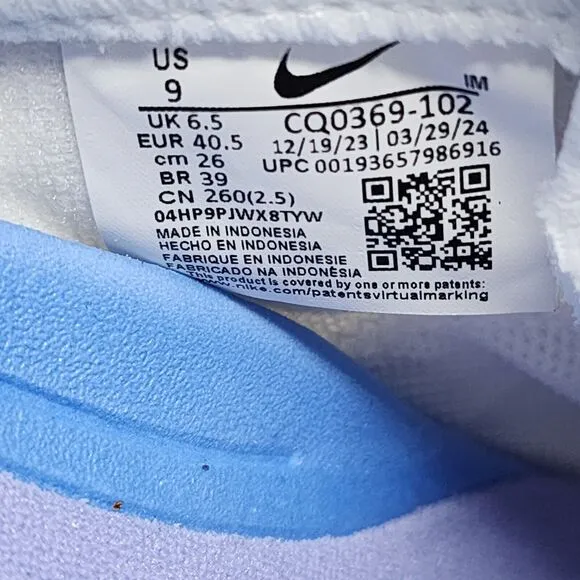 US
9
UK 6.5
EUR 40.5
cm 26
BR 39
CN 260(2.5)
04HP9PJWX8TYW
MADE IN INDONESIA
HECHO EN INDONESIA
FABRIQUE EN INDONESIE
FABRICADO NA INDONÉSIA
IM
CQ0369-102
12/19/23 | 03/29/24
UPC 00193657986916
This product is covered by one or more patents:
www.nike.com/patentsvirtualmarking